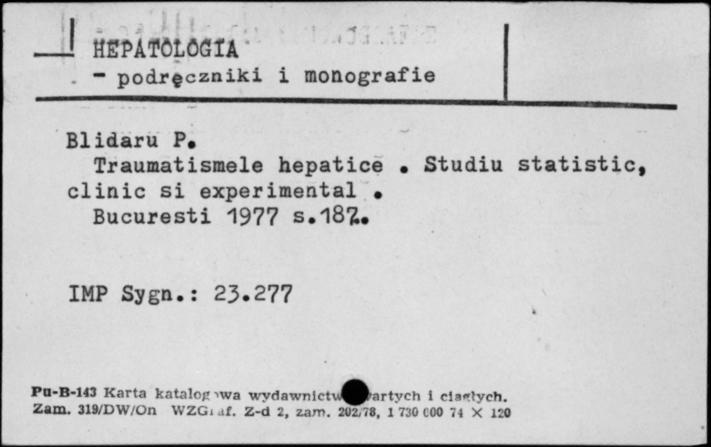 HEPATOLOGIA
- podręczniki i monografie
Blidaru P.
Traumatismele hepatice . Studiu statistic,
clinic si experimental .
Bucuresti 1977 s.187.
IMP Sygn.: 23.277
Pu-B-143 Karta katalogowa wydawnictw zwartych i ciągłych.
Zam. 319/DW/On WZGraf. Z-d 2, zam. 202/78, 1 730 000 74 X 120